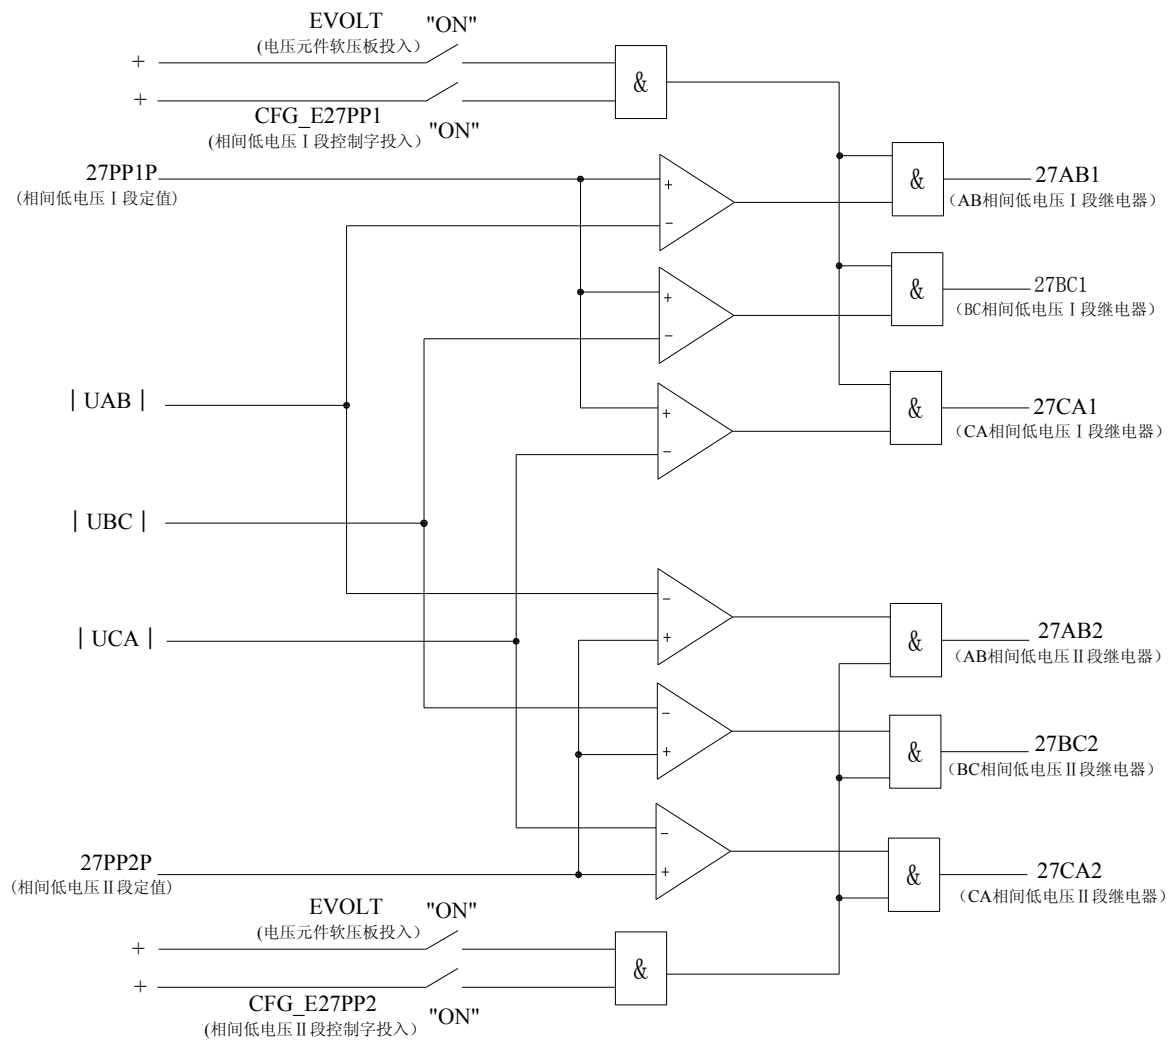 EVOLT "ON"
(电压元件软压板投入)
+
&
+
CFG_E27PP1 "ON"
(相间低电压Ⅰ段控制字投入)
27PP1P
(相间低电压Ⅰ段定值)
+
-
&
27AB1
(AB相间低电压Ⅰ段继电器)
+
-
&
27BC1
(BC相间低电压Ⅰ段继电器)
|UAB|
+
-
&
27CA1
(CA相间低电压Ⅰ段继电器)
|UBC|
|UCA|
-
+
&
27AB2
(AB相间低电压Ⅱ段继电器)
-
+
&
27BC2
(BC相间低电压Ⅱ段继电器)
-
+
&
27CA2
(CA相间低电压Ⅱ段继电器)
27PP2P
(相间低电压Ⅱ段定值)
EVOLT "ON"
(电压元件软压板投入)
+
&
+
CFG_E27PP2 "ON"
(相间低电压Ⅱ段控制字投入)